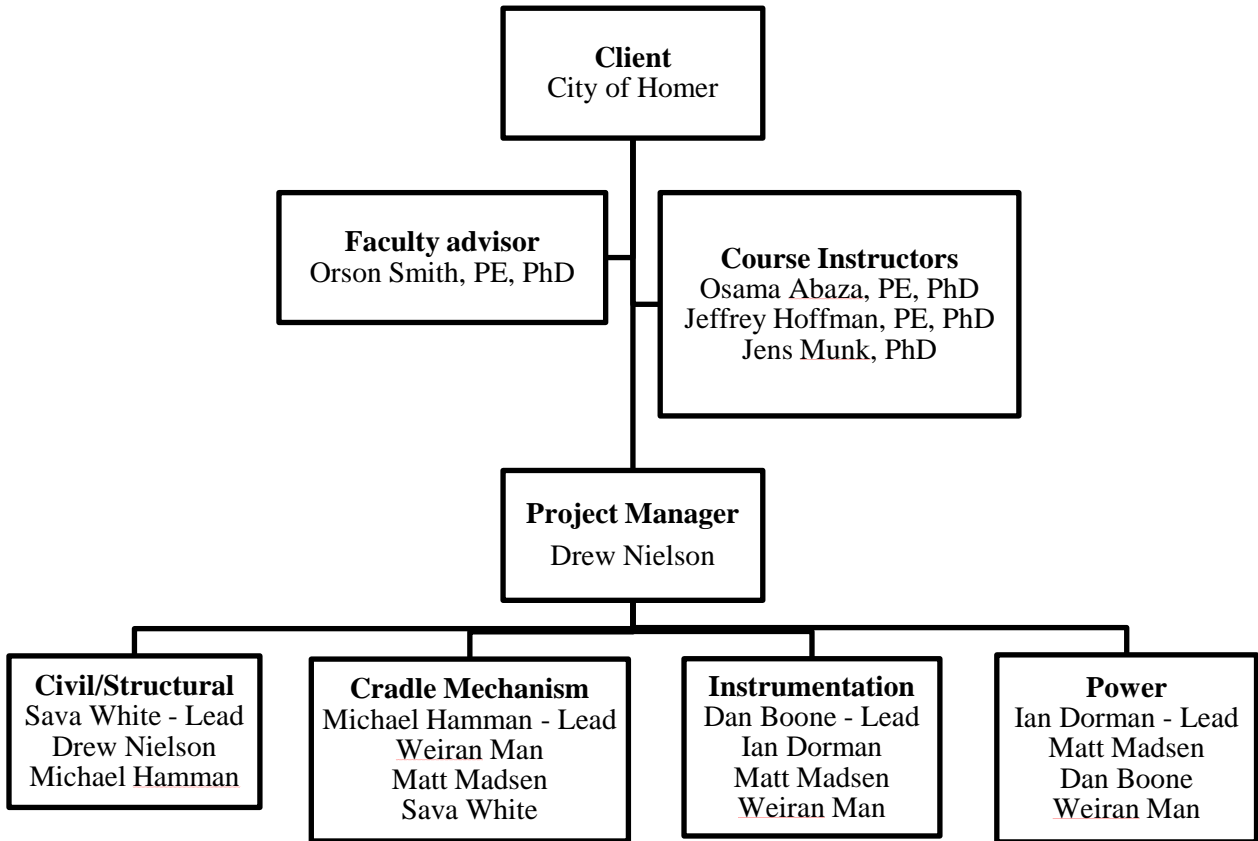 Client
City of Homer
Faculty advisor
Orson Smith, PE, PhD
Course Instructors
Osama Abaza, PE, PhD
Jeffrey Hoffman, PE, PhD
Jens Munk, PhD
Project Manager
Drew Nielson
Civil/Structural
Sava White - Lead
Drew Nielson
Michael Hamman
Cradle Mechanism
Michael Hamman - Lead
Weiran Man
Matt Madsen
Sava White
Instrumentation
Dan Boone - Lead
Ian Dorman
Matt Madsen
Weiran Man
Power
Ian Dorman - Lead
Matt Madsen
Dan Boone
Weiran Man